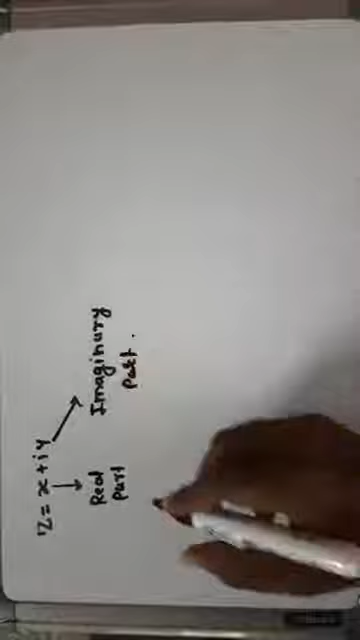 Z = x + iy
Real
Part
Imaginary
Part.